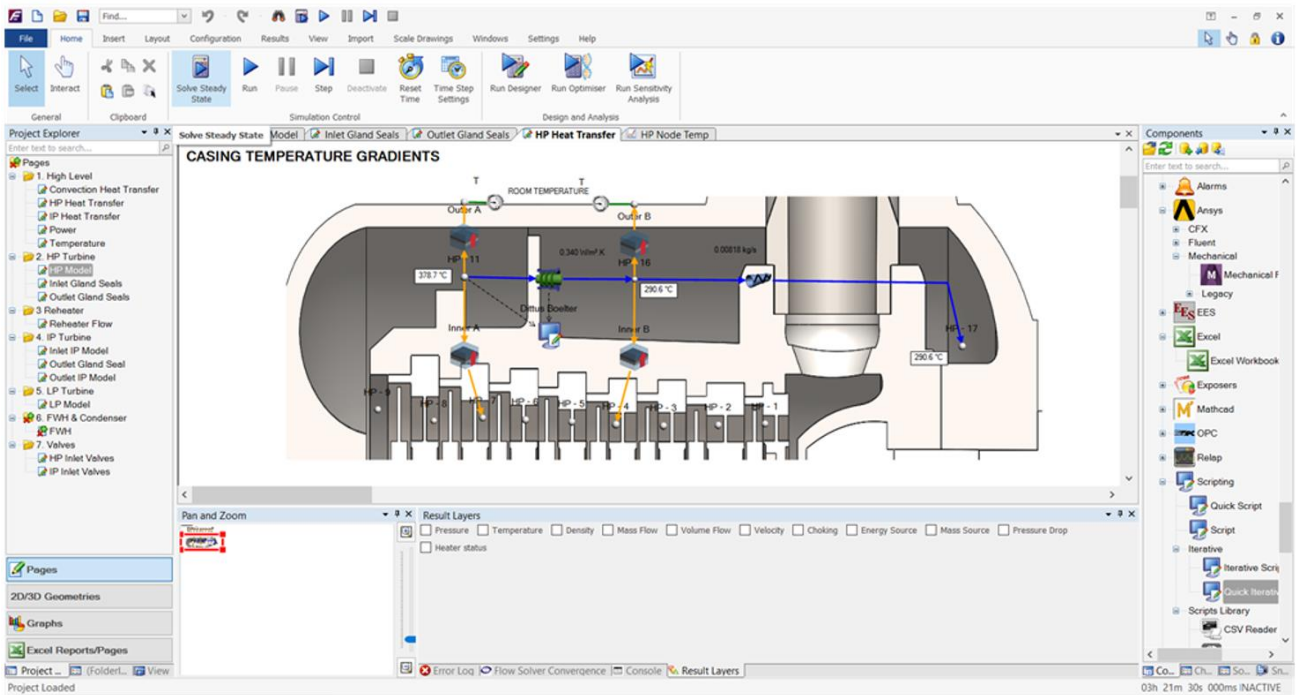 Find...
File Home Insert Layout Configuration Results View Import Scale Drawings Windows Settings Help
Select Interact Solve Steady State Run Pause Step Deactivate Reset Time Time Step Settings Run Designer Run Optimiser Run Sensitivity Analysis
General Clipboard Simulation Control Design and Analysis
Project Explorer
Enter text to search...
Pages
1. High Level
Convection Heat Transfer
HP Heat Transfer
IP Heat Transfer
Power
Temperature
2. HP Turbine
HP Model
Inlet Gland Seals
Outlet Gland Seals
3 Reheater
Reheater Flow
4. IP Turbine
Inlet IP Model
Outlet Gland Seal
Outlet IP Model
5. LP Turbine
LP Model
6. FWH & Condenser
FWH
7. Valves
HP Inlet Valves
IP Inlet Valves
Pages
2D/3D Geometries
Graphs
Excel Reports/Pages
Project ... (Folderl... View
Project Loaded
Solve Steady State Model Inlet Gland Seals Outlet Gland Seals HP Heat Transfer HP Node Temp
CASING TEMPERATURE GRADIENTS
T T
ROOM TEMPERATURE
Outer A Outer B
HP - 11 HP - 16
0.00818 kg/s
378.7 °C
290.6 °C
Dittus Boelter
Inner A Inner B
HP - 17
290.6 °C
HP - 9 HP - 8 HP - 7 HP - 6 HP - 5 HP - 4 HP - 3 HP - 2 HP - 1
Pan and Zoom
Result Layers
Pressure Temperature Density Mass Flow Volume Flow Velocity Choking Energy Source Mass Source Pressure Drop
Heater status
Error Log Flow Solver Convergence Console Result Layers
Components
Enter text to search...
Alarms
Ansys
CFX
Fluent
Mechanical
Mechanical F
Legacy
EES
Excel
Excel Workbook
Exposers
Mathcad
OPC
Relap
Scripting
Quick Script
Script
Iterative
Iterative Scrip
Quick Iterativ
Scripts Library
CSV Reader
Co... Ch... So... Sn...
03h 21m 30s 000ms INACTIVE